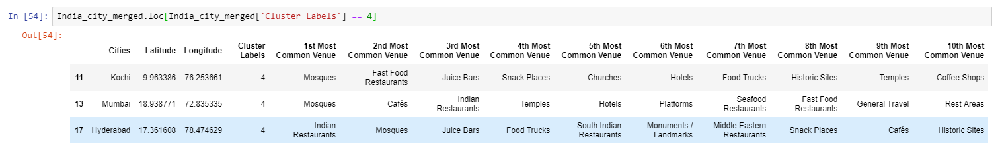 In [54]: India_city_merged.loc[India_city_merged['Cluster Labels'] == 4]
Out[54]:
Cities Latitude Longitude Cluster Labels 1st Most Common Venue 2nd Most Common Venue 3rd Most Common Venue 4th Most Common Venue 5th Most Common Venue 6th Most Common Venue 7th Most Common Venue 8th Most Common Venue 9th Most Common Venue 10th Most Common Venue
11 Kochi 9.963386 76.253661 4 Mosques Fast Food Restaurants Juice Bars Snack Places Churches Hotels Food Trucks Historic Sites Temples Coffee Shops
13 Mumbai 18.938771 72.835335 4 Mosques Cafés Indian Restaurants Temples Hotels Platforms Seafood Restaurants Fast Food Restaurants General Travel Rest Areas
17 Hyderabad 17.361608 78.474629 4 Indian Restaurants Mosques Juice Bars Food Trucks South Indian Restaurants Monuments / Landmarks Middle Eastern Restaurants Snack Places Cafés Historic Sites